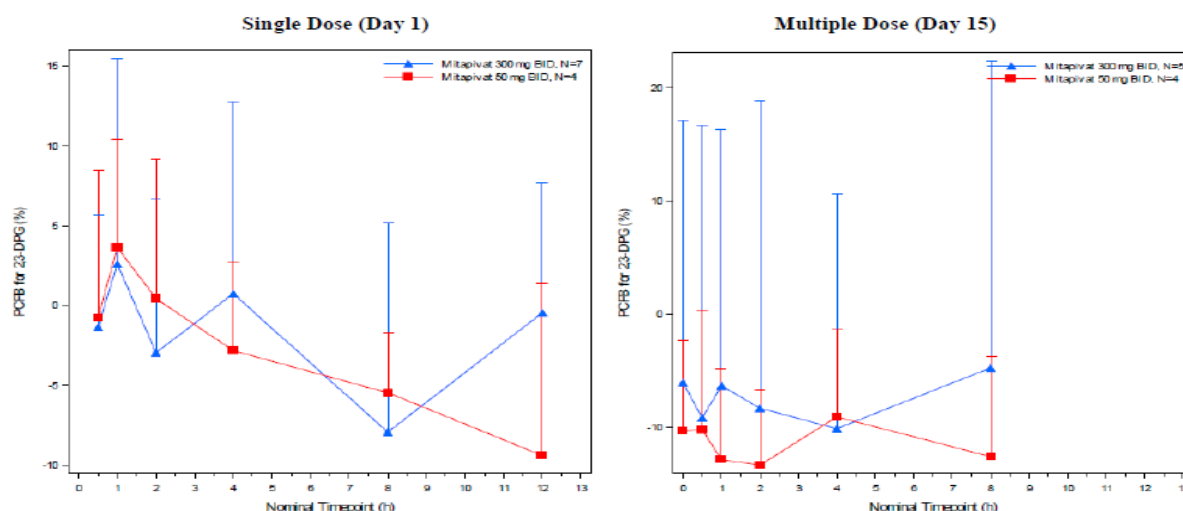 Single Dose (Day 1)
Mitapivat 300 mg BID, N=7
Mitapivat 50 mg BID, N=4
15
10
5
0
-5
-10
PCFB for 23-DPG (%)
0 1 2 3 4 5 6 7 8 9 10 11 12 13
Nominal Timepoint (h)
Multiple Dose (Day 15)
Mitapivat 300 mg BID, N=5
Mitapivat 50 mg BID, N=4
20
10
0
-10
PCFB for 23-DPG (%)
0 1 2 3 4 5 6 7 8 9 10 11 12 13
Nominal Timepoint (h)